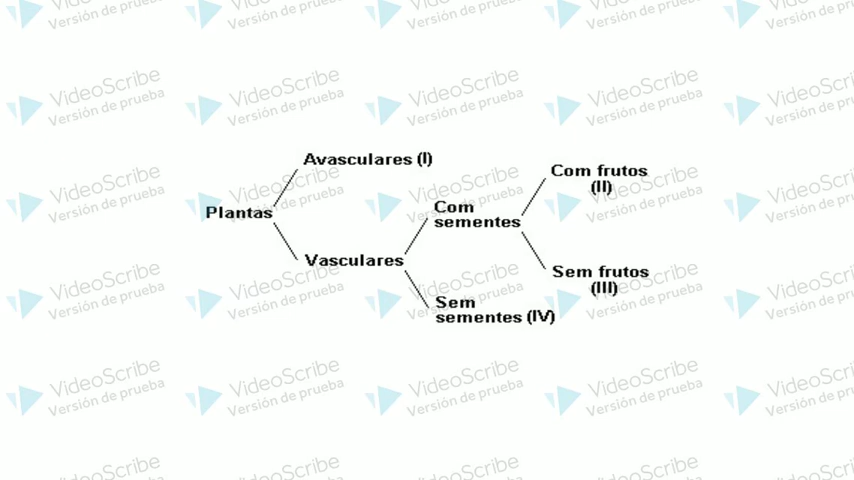 Avasculares (I)
Com frutos
(II)
Com
sementes
Plantas
Vasculares
Sem frutos
(III)
Sem
sementes (IV)
VideoScribe
Versión de prueba